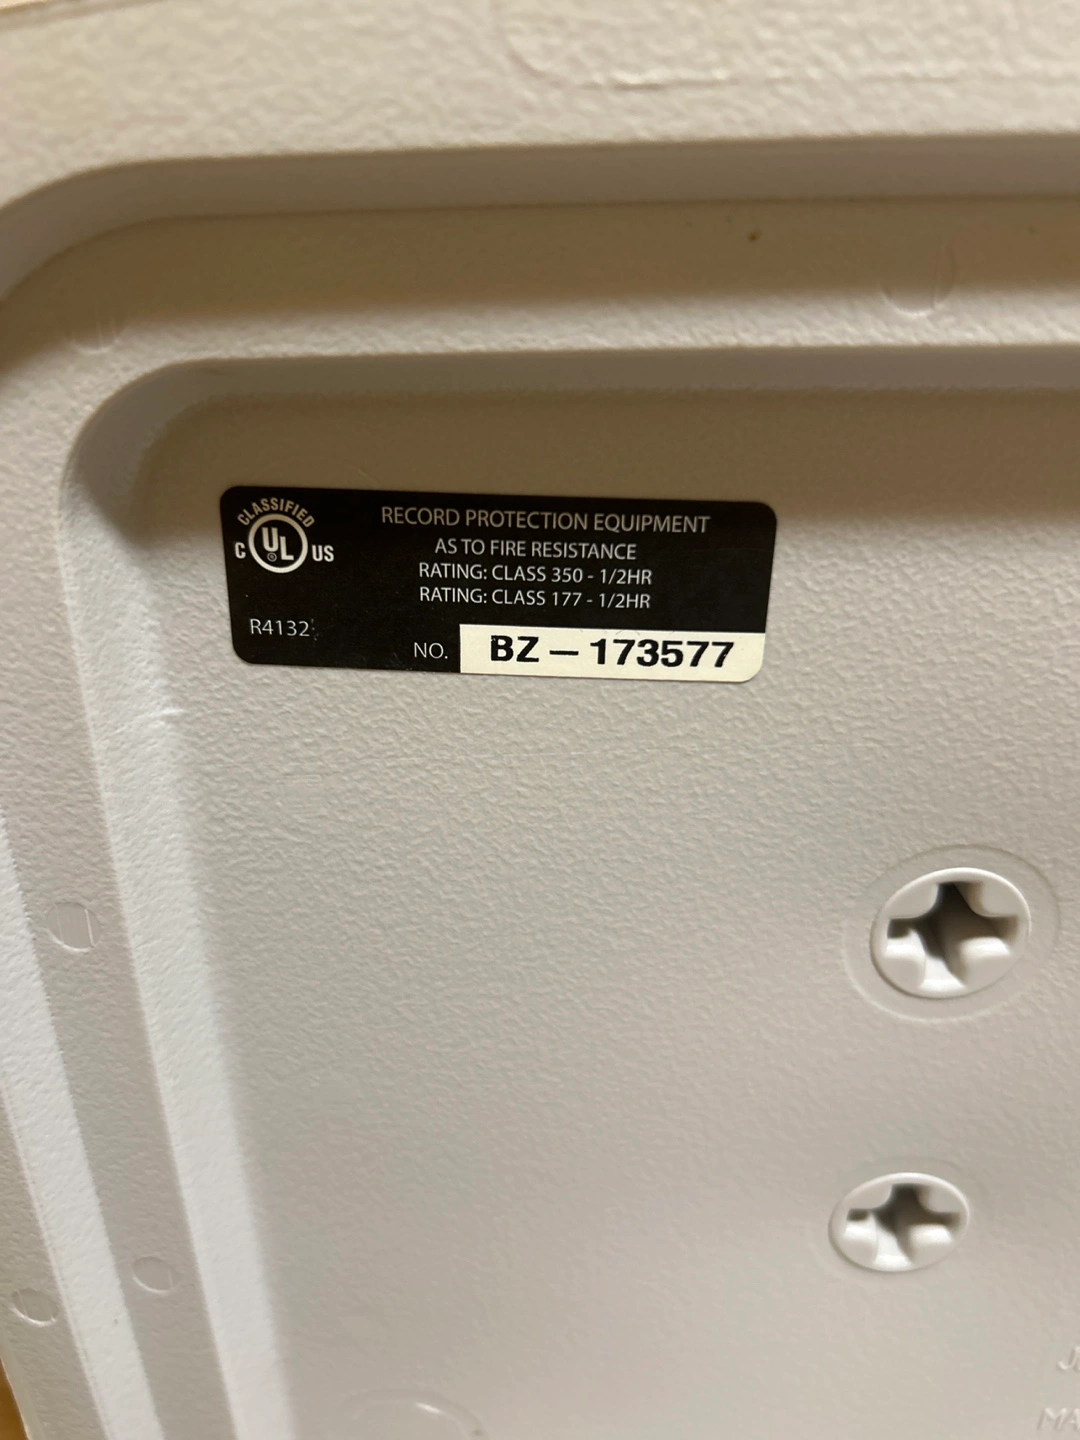 CLASSIFIED
C UL ® US
RECORD PROTECTION EQUIPMENT
AS TO FIRE RESISTANCE
RATING: CLASS 350 - 1/2HR
RATING: CLASS 177 - 1/2HR
R4132
NO. BZ — 173577